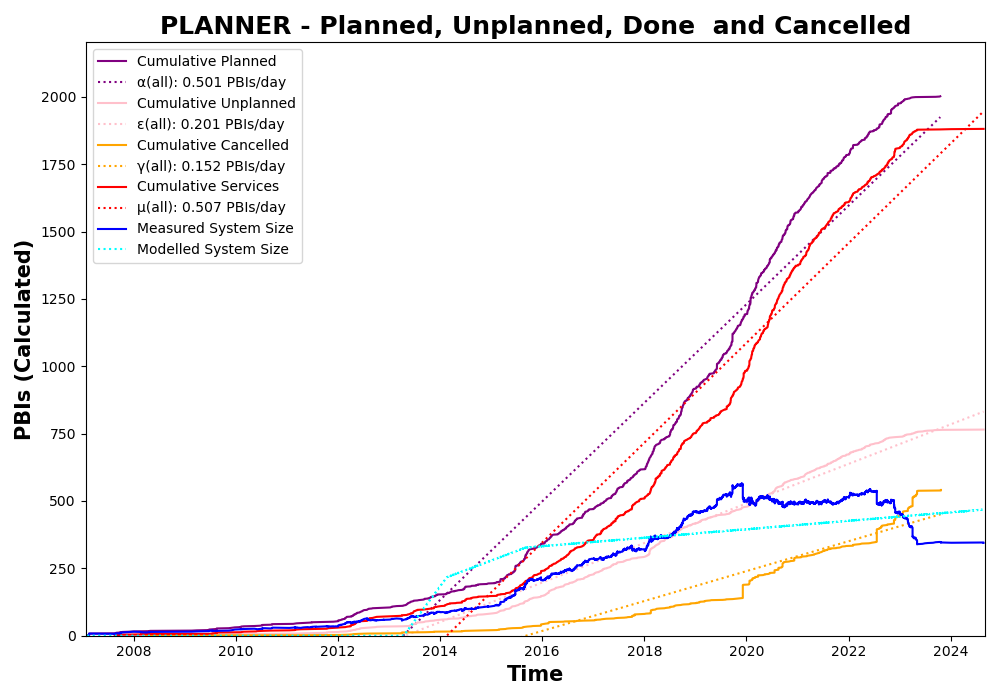 PLANNER - Planned, Unplanned, Done  and Cancelled
Cumulative Planned
α(all): 0.501 PBIs/day
Cumulative Unplanned
ε(all): 0.201 PBIs/day
Cumulative Cancelled
γ(all): 0.152 PBIs/day
Cumulative Services
μ(all): 0.507 PBIs/day
Measured System Size
Modelled System Size
PBIs (Calculated)
2000
1750
1500
1250
1000
750
500
250
0
2008 2010 2012 2014 2016 2018 2020 2022 2024
Time